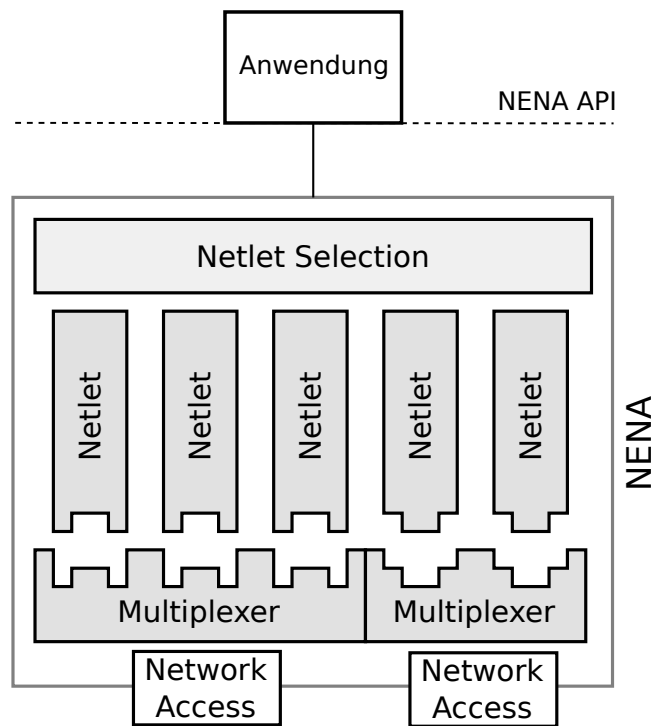 Anwendung
NENA API
Netlet Selection
Netlet
Netlet
Netlet
Netlet
Netlet
NENA
Multiplexer
Multiplexer
Network
Access
Network
Access